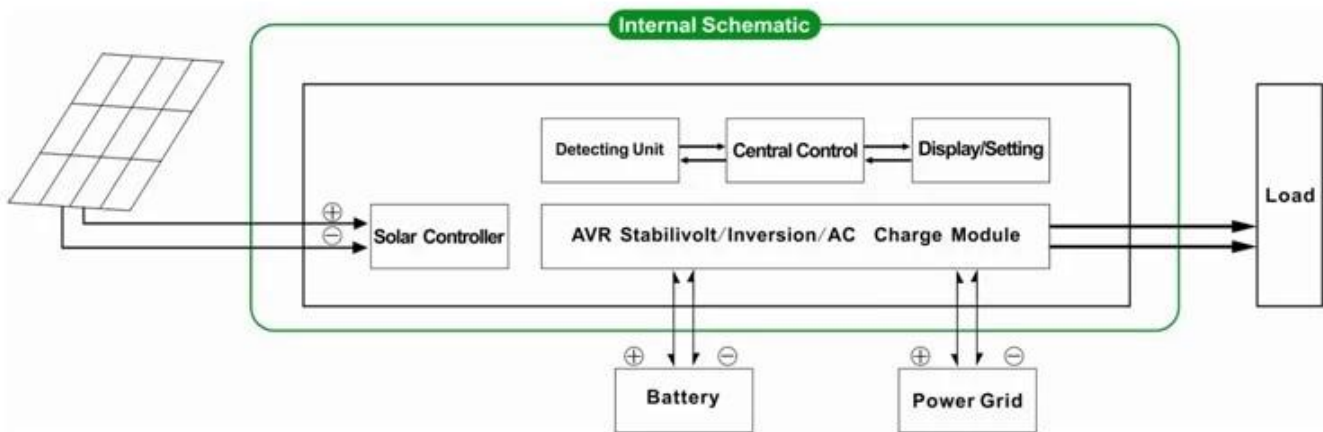 Internal Schematic
Detecting Unit
Central Control
Display/Setting
Load
⊕
⊖
Solar Controller
AVR Stabilivolt/Inversion/AC Charge Module
⊕
⊖
⊕
⊖
Battery
Power Grid